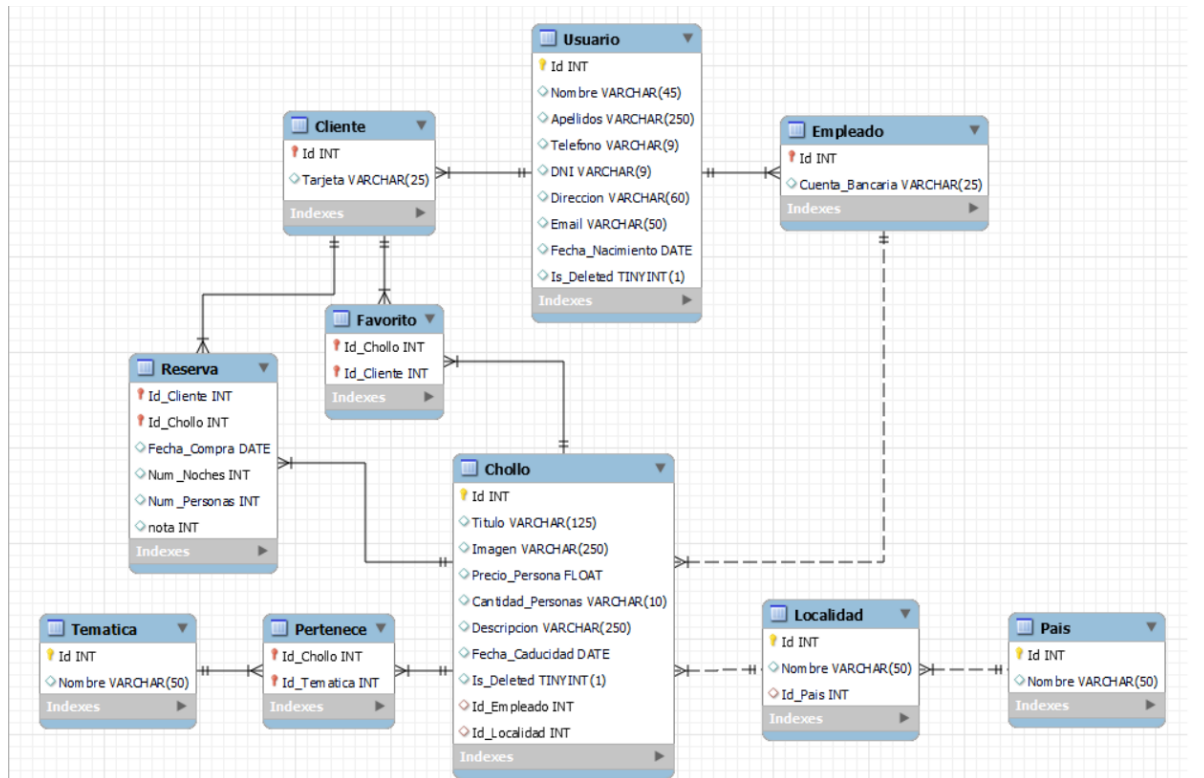 Usuario
Id INT
Nombre VARCHAR(45)
Apellidos VARCHAR(250)
Telefono VARCHAR(9)
DNI VARCHAR(9)
Direccion VARCHAR(60)
Email VARCHAR(50)
Fecha_Nacimiento DATE
Is_Deleted TINYINT(1)
Indexes
Cliente
Id INT
Tarjeta VARCHAR(25)
Indexes
Empleado
Id INT
Cuenta_Bancaria VARCHAR(25)
Indexes
Favorito
Id_Chollo INT
Id_Cliente INT
Indexes
Reserva
Id_Cliente INT
Id_Chollo INT
Fecha_Compra DATE
Num_Noches INT
Num_Personas INT
nota INT
Indexes
Chollo
Id INT
Titulo VARCHAR(125)
Imagen VARCHAR(250)
Precio_Persona FLOAT
Cantidad_Personas VARCHAR(10)
Descripcion VARCHAR(250)
Fecha_Caducidad DATE
Is_Deleted TINYINT(1)
Id_Empleado INT
Id_Localidad INT
Indexes
Tematica
Id INT
Nombre VARCHAR(50)
Indexes
Pertenece
Id_Chollo INT
Id_Tematica INT
Indexes
Localidad
Id INT
Nombre VARCHAR(50)
Id_Pais INT
Indexes
Pais
Id INT
Nombre VARCHAR(50)
Indexes